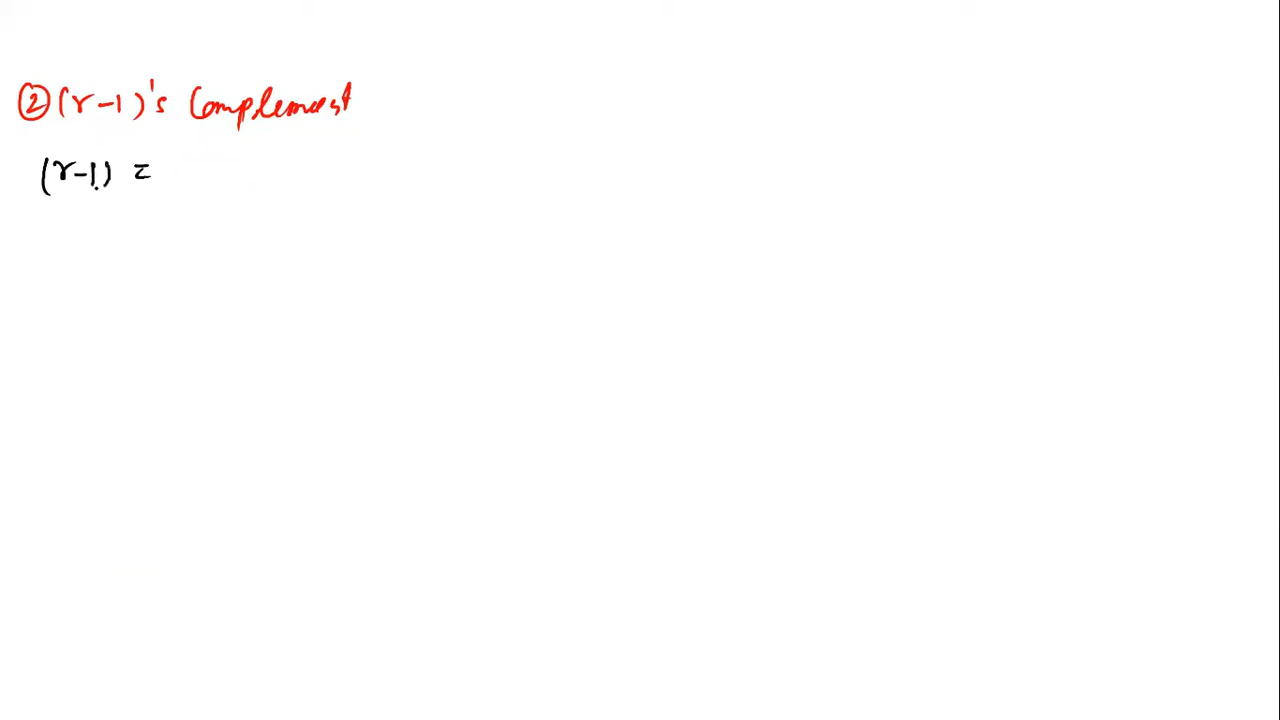 ② (r-1)'s Complement
(r-1) =